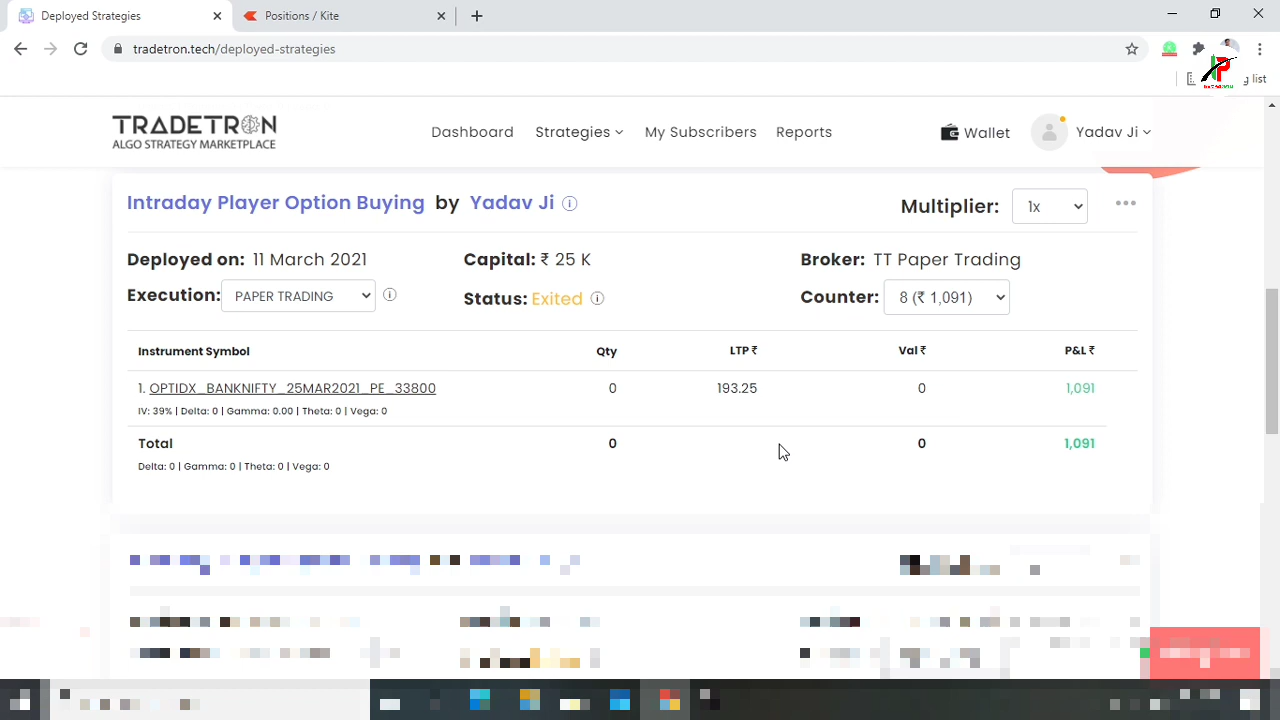 Deployed Strategies
Positions / Kite
tradetron.tech/deployed-strategies
g list
TRADETRON
ALGO STRATEGY MARKETPLACE
Dashboard Strategies My Subscribers Reports Wallet Yadav Ji
Intraday Player Option Buying by Yadav Ji Multiplier: 1x
Deployed on: 11 March 2021 Capital: ₹ 25 K Broker: TT Paper Trading
Execution: PAPER TRADING Status: Exited Counter: 8 (₹ 1,091)
Instrument Symbol Qty LTP ₹ Val ₹ P&L ₹
1. OPTIDX_BANKNIFTY_25MAR2021_PE_33800 0 193.25 0 1,091
IV: 39% | Delta: 0 | Gamma: 0.00 | Theta: 0 | Vega: 0
Total 0 0 1,091
Delta: 0 | Gamma: 0 | Theta: 0 | Vega: 0